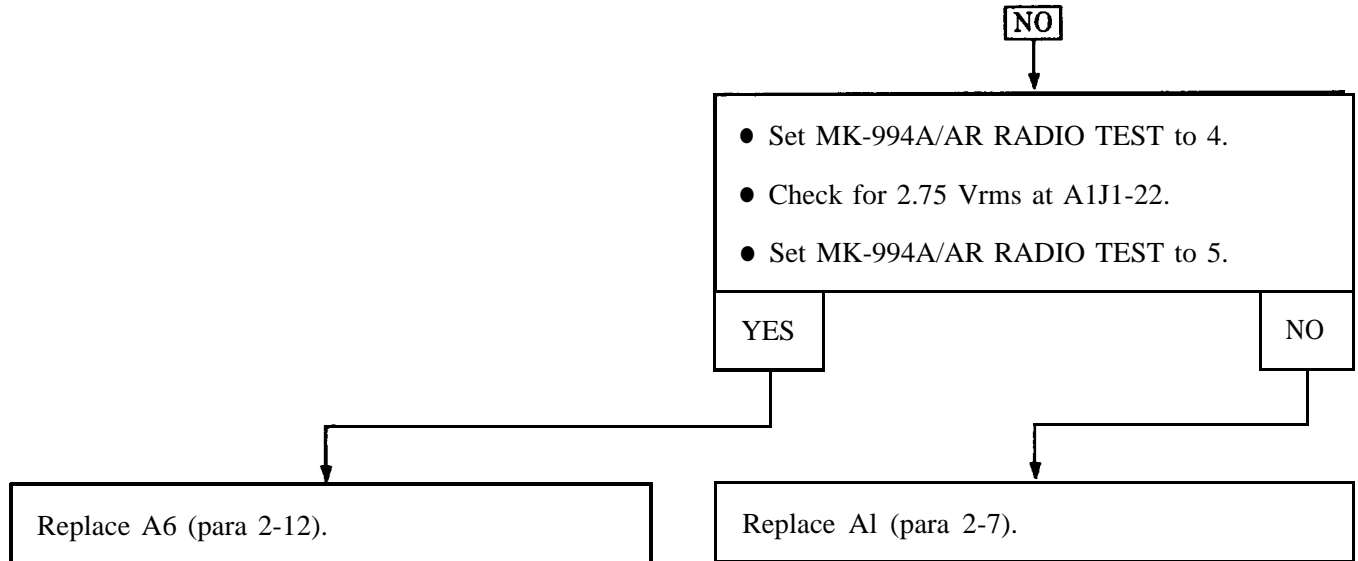 NO
● Set MK-994A/AR RADIO TEST to 4.
● Check for 2.75 Vrms at A1J1-22.
● Set MK-994A/AR RADIO TEST to 5.
YES
NO
Replace A6 (para 2-12).
Replace Al (para 2-7).